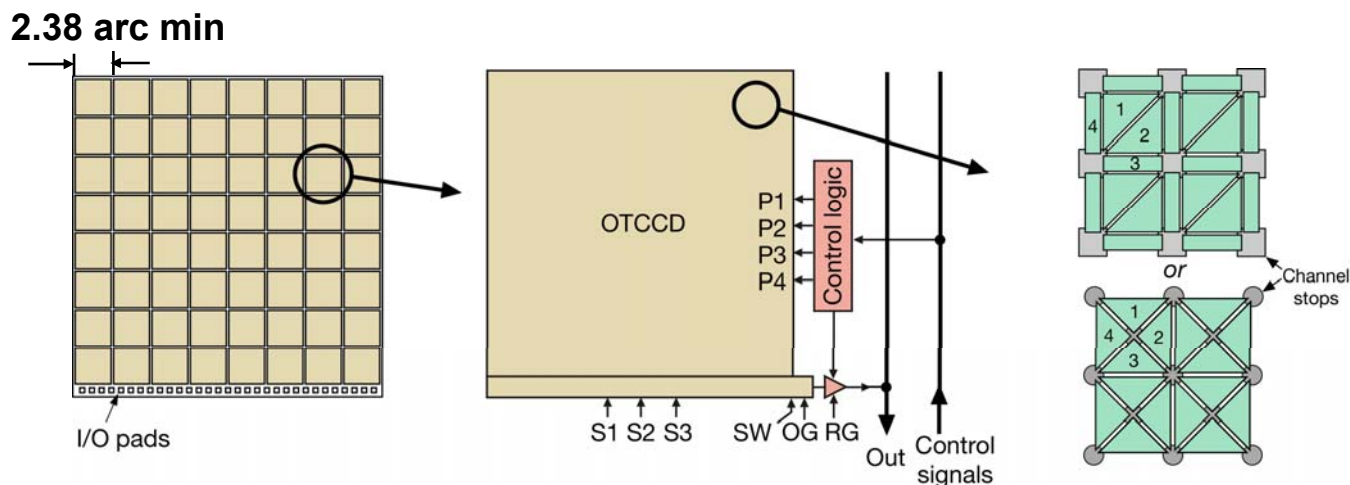 2.38 arc min
I/O pads
OTCCD
P1
P2
P3
P4
Control logic
S1 S2 S3 SW OG RG
Out
Control
signals
1
2
3
4
or
Channel
stops
1
2
3
4